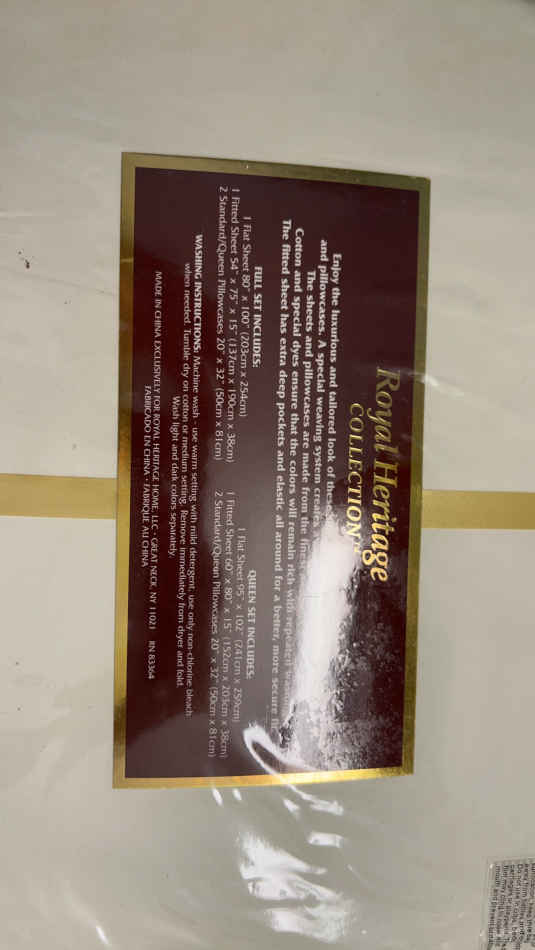 Royal Heritage
COLLECTION
Enjoy the luxurious and tailored look of these
and pillowcases. A special weaving system creates
The sheets and pillowcases are made from the finest
Cotton and special dyes ensure that the colors will remain rich with repeated
The fitted sheet has extra deep pockets and elastic all around for a better, more secure
FULL SET INCLUDES:
1 Flat Sheet 80" x 100" (203cm x 254cm)
1 Fitted Sheet 54" x 75" x 15" (137cm x 190cm x 38cm)
2 Standard/Queen Pillowcases 20" x 32" (50cm x 81cm)
QUEEN SET INCLUDES:
1 Flat Sheet 95" x 102" (241cm x 259cm)
1 Fitted Sheet 60" x 80" x 15" (152cm x 203cm x 38cm)
2 Standard/Queen Pillowcases 20" x 32" (50cm x 81cm)
WASHING INSTRUCTIONS: Machine wash - use warm setting with mild detergent, use only non-chlorine bleach
when needed. Tumble dry on cotton or medium setting. Remove immediately from dryer and fold.
Wash light and dark colors separately.
MADE IN CHINA EXCLUSIVELY FOR ROYAL HERITAGE HOME, LLC • GREAT NECK, NY 11021 RN 83364
FABRICADO EN CHINA • FABRIQUÉ AU CHINA